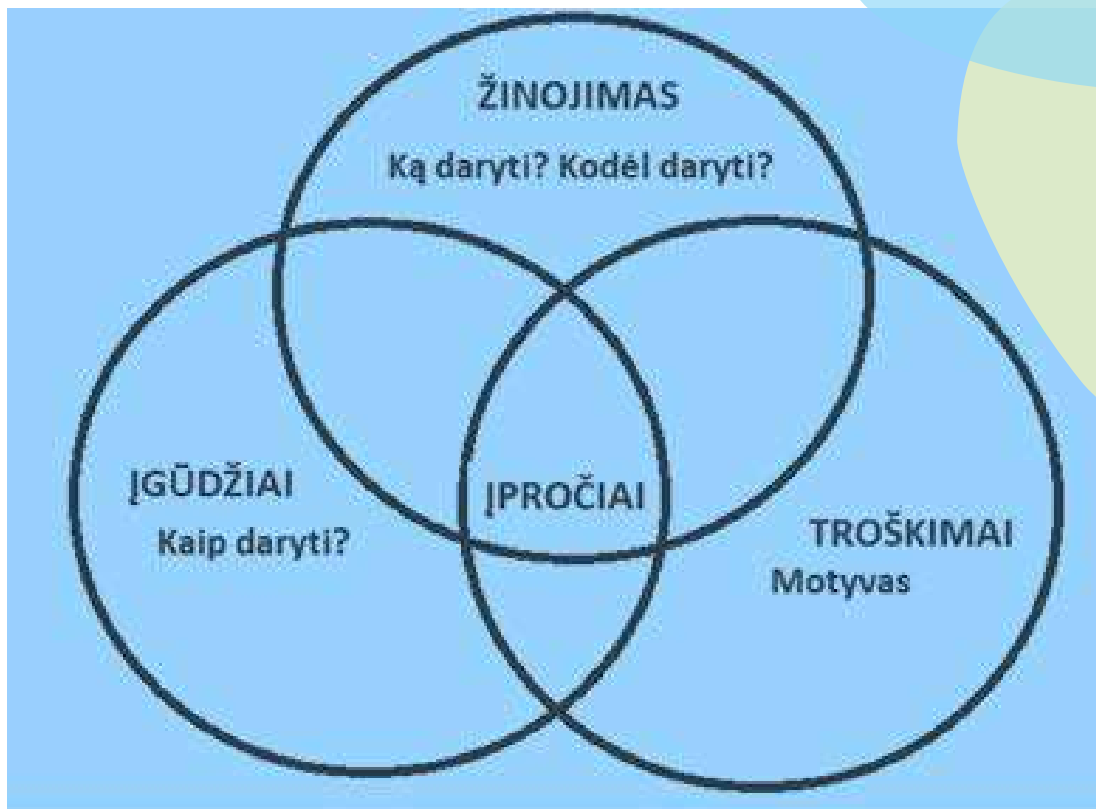 ŽINOJIMAS
Ką daryti? Kodėl daryti?
ĮGŪDŽIAI
Kaip daryti?
ĮPROČIAI
TROŠKIMAI
Motyvas